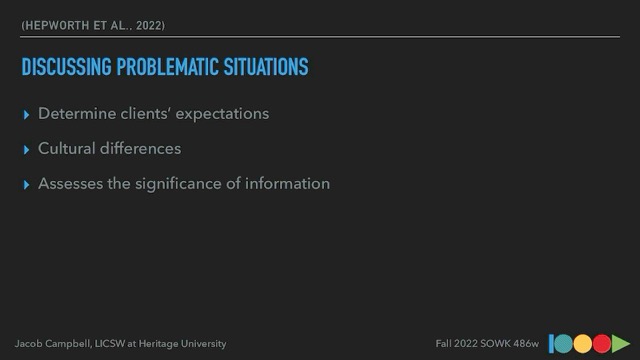 (HEPWORTH ET AL., 2022)
DISCUSSING PROBLEMATIC SITUATIONS
Determine clients’ expectations
Cultural differences
Assesses the significance of information
Jacob Campbell, LICSW at Heritage University
Fall 2022 SOWK 486w